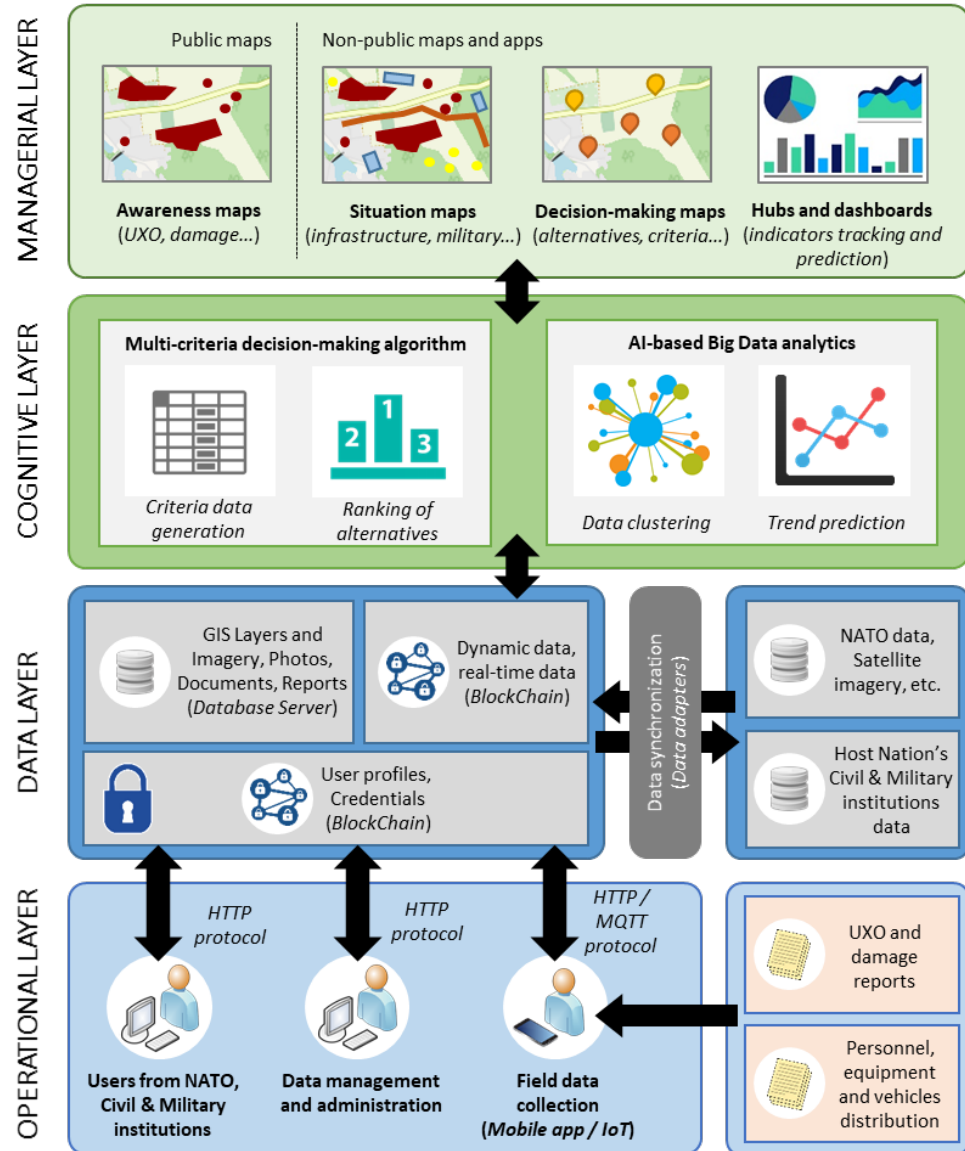 MANAGERIAL LAYER
Public maps
Non-public maps and apps
Awareness maps
(UXO, damage...)
Situation maps
(infrastructure, military...)
Decision-making maps
(alternatives, criteria...)
Hubs and dashboards
(indicators tracking and
prediction)
COGNITIVE LAYER
Multi-criteria decision-making algorithm
Criteria data
generation
1
2
3
Ranking of
alternatives
AI-based Big Data analytics
Data clustering
Trend prediction
DATA LAYER
GIS Layers and
Imagery, Photos,
Documents, Reports
(Database Server)
Dynamic data,
real-time data
(BlockChain)
User profiles,
Credentials
(BlockChain)
Data synchronization
(Data adapters)
NATO data,
Satellite
imagery, etc.
Host Nation's
Civil & Military
institutions
data
OPERATIONAL LAYER
HTTP
protocol
HTTP
protocol
HTTP /
MQTT
protocol
Users from NATO,
Civil & Military
institutions
Data management
and administration
Field data
collection
(Mobile app / IoT)
UXO and
damage
reports
Personnel,
equipment
and vehicles
distribution